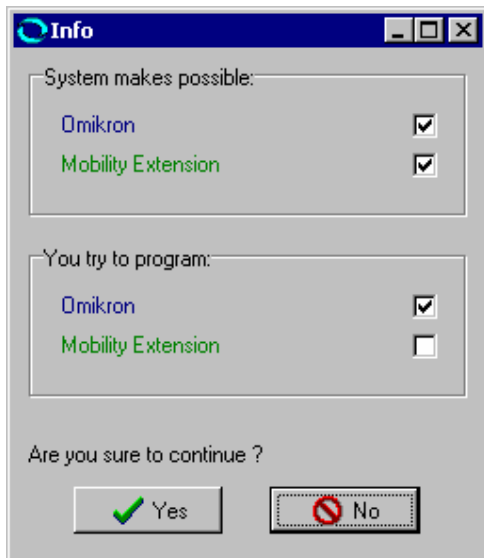 Info
System makes possible:
Omikron
Mobility Extension
You try to program:
Omikron
Mobility Extension
Are you sure to continue ?
Yes
No